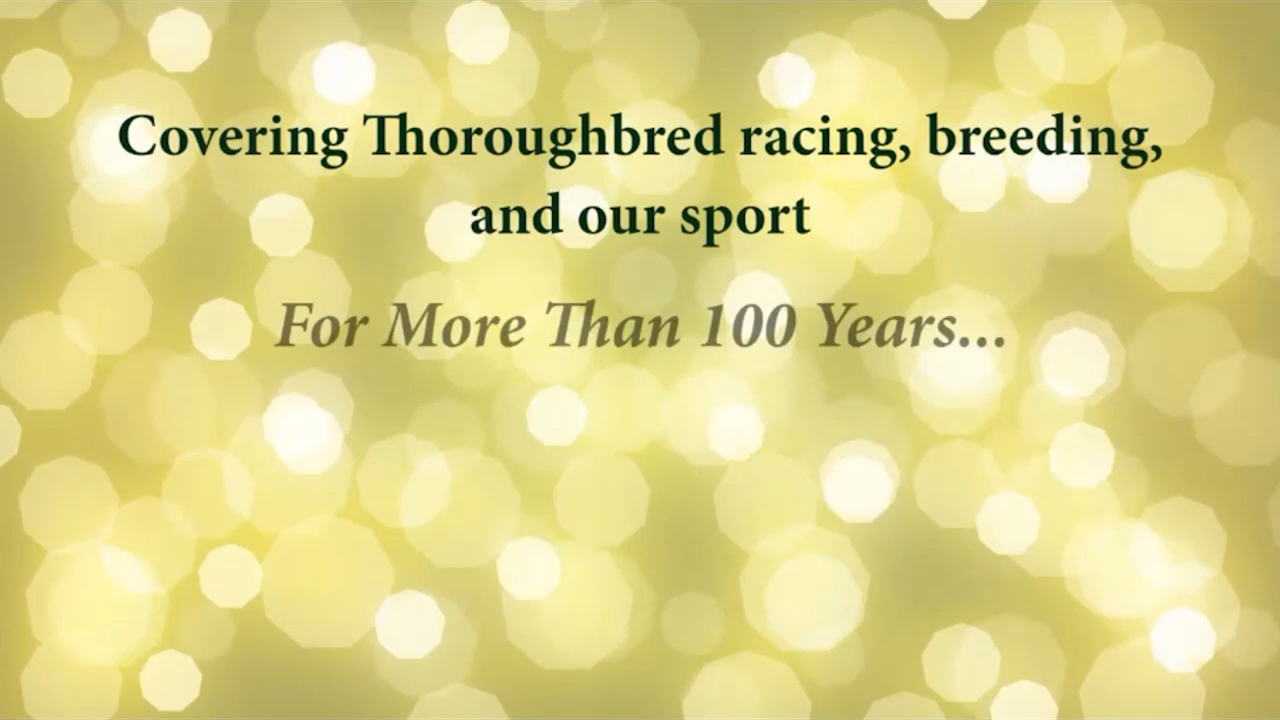 Covering Thoroughbred racing, breeding,
and our sport
For More Than 100 Years...